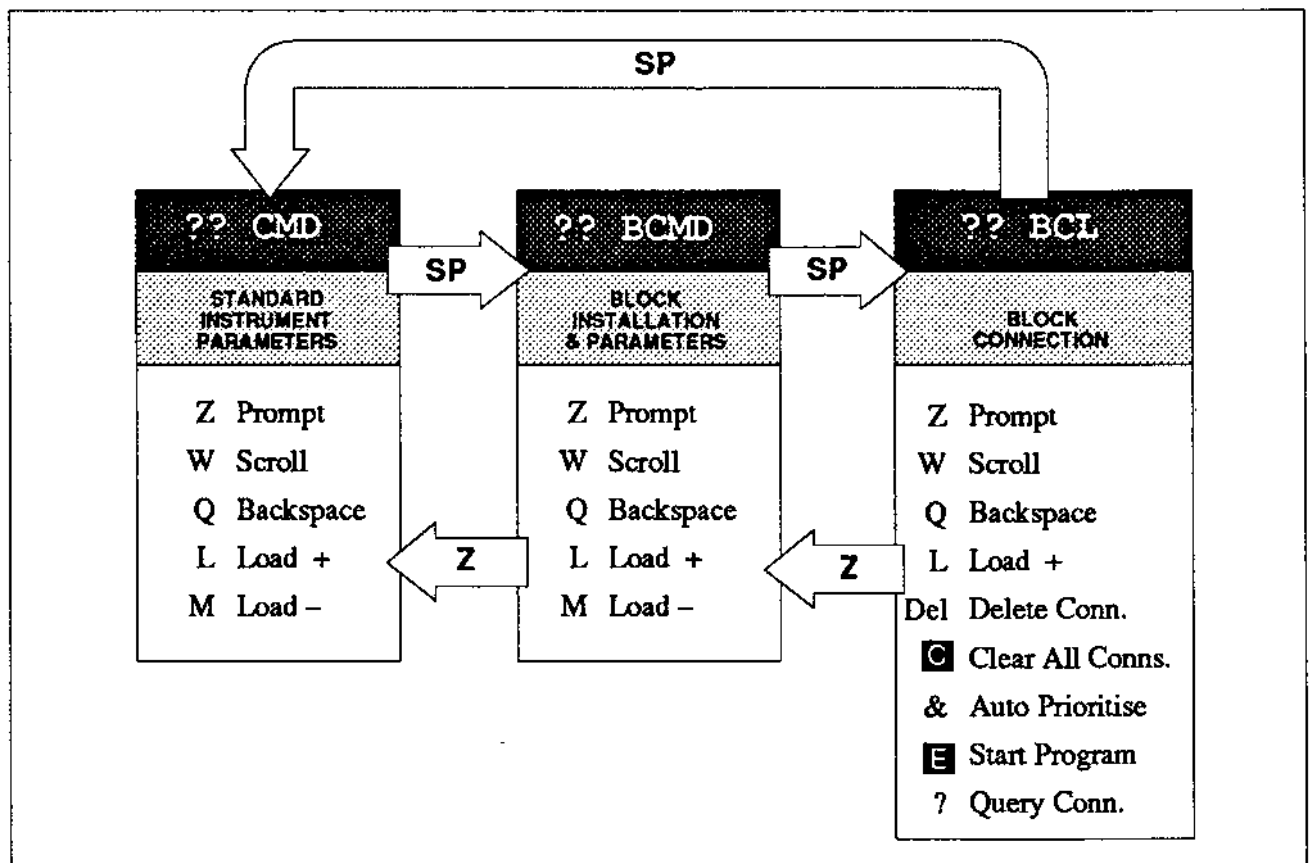 SP
?? CMD
SP
?? BCMD
SP
?? BCL
STANDARD
INSTRUMENT
PARAMETERS
BLOCK
INSTALLATION
& PARAMETERS
BLOCK
CONNECTION
Z Prompt
W Scroll
Q Backspace
L Load +
M Load –
Z
Z Prompt
W Scroll
Q Backspace
L Load +
M Load –
Z
Z Prompt
W Scroll
Q Backspace
L Load +
Del Delete Conn.
C Clear All Conns.
& Auto Prioritise
E Start Program
? Query Conn.